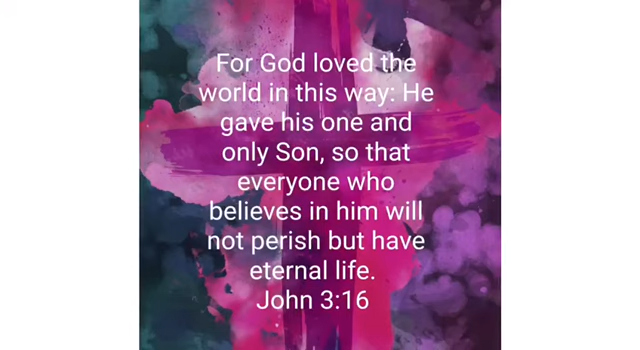 For God loved the
world in this way: He
gave his one and
only Son, so that
everyone who
believes in him will
not perish but have
eternal life.
John 3:16